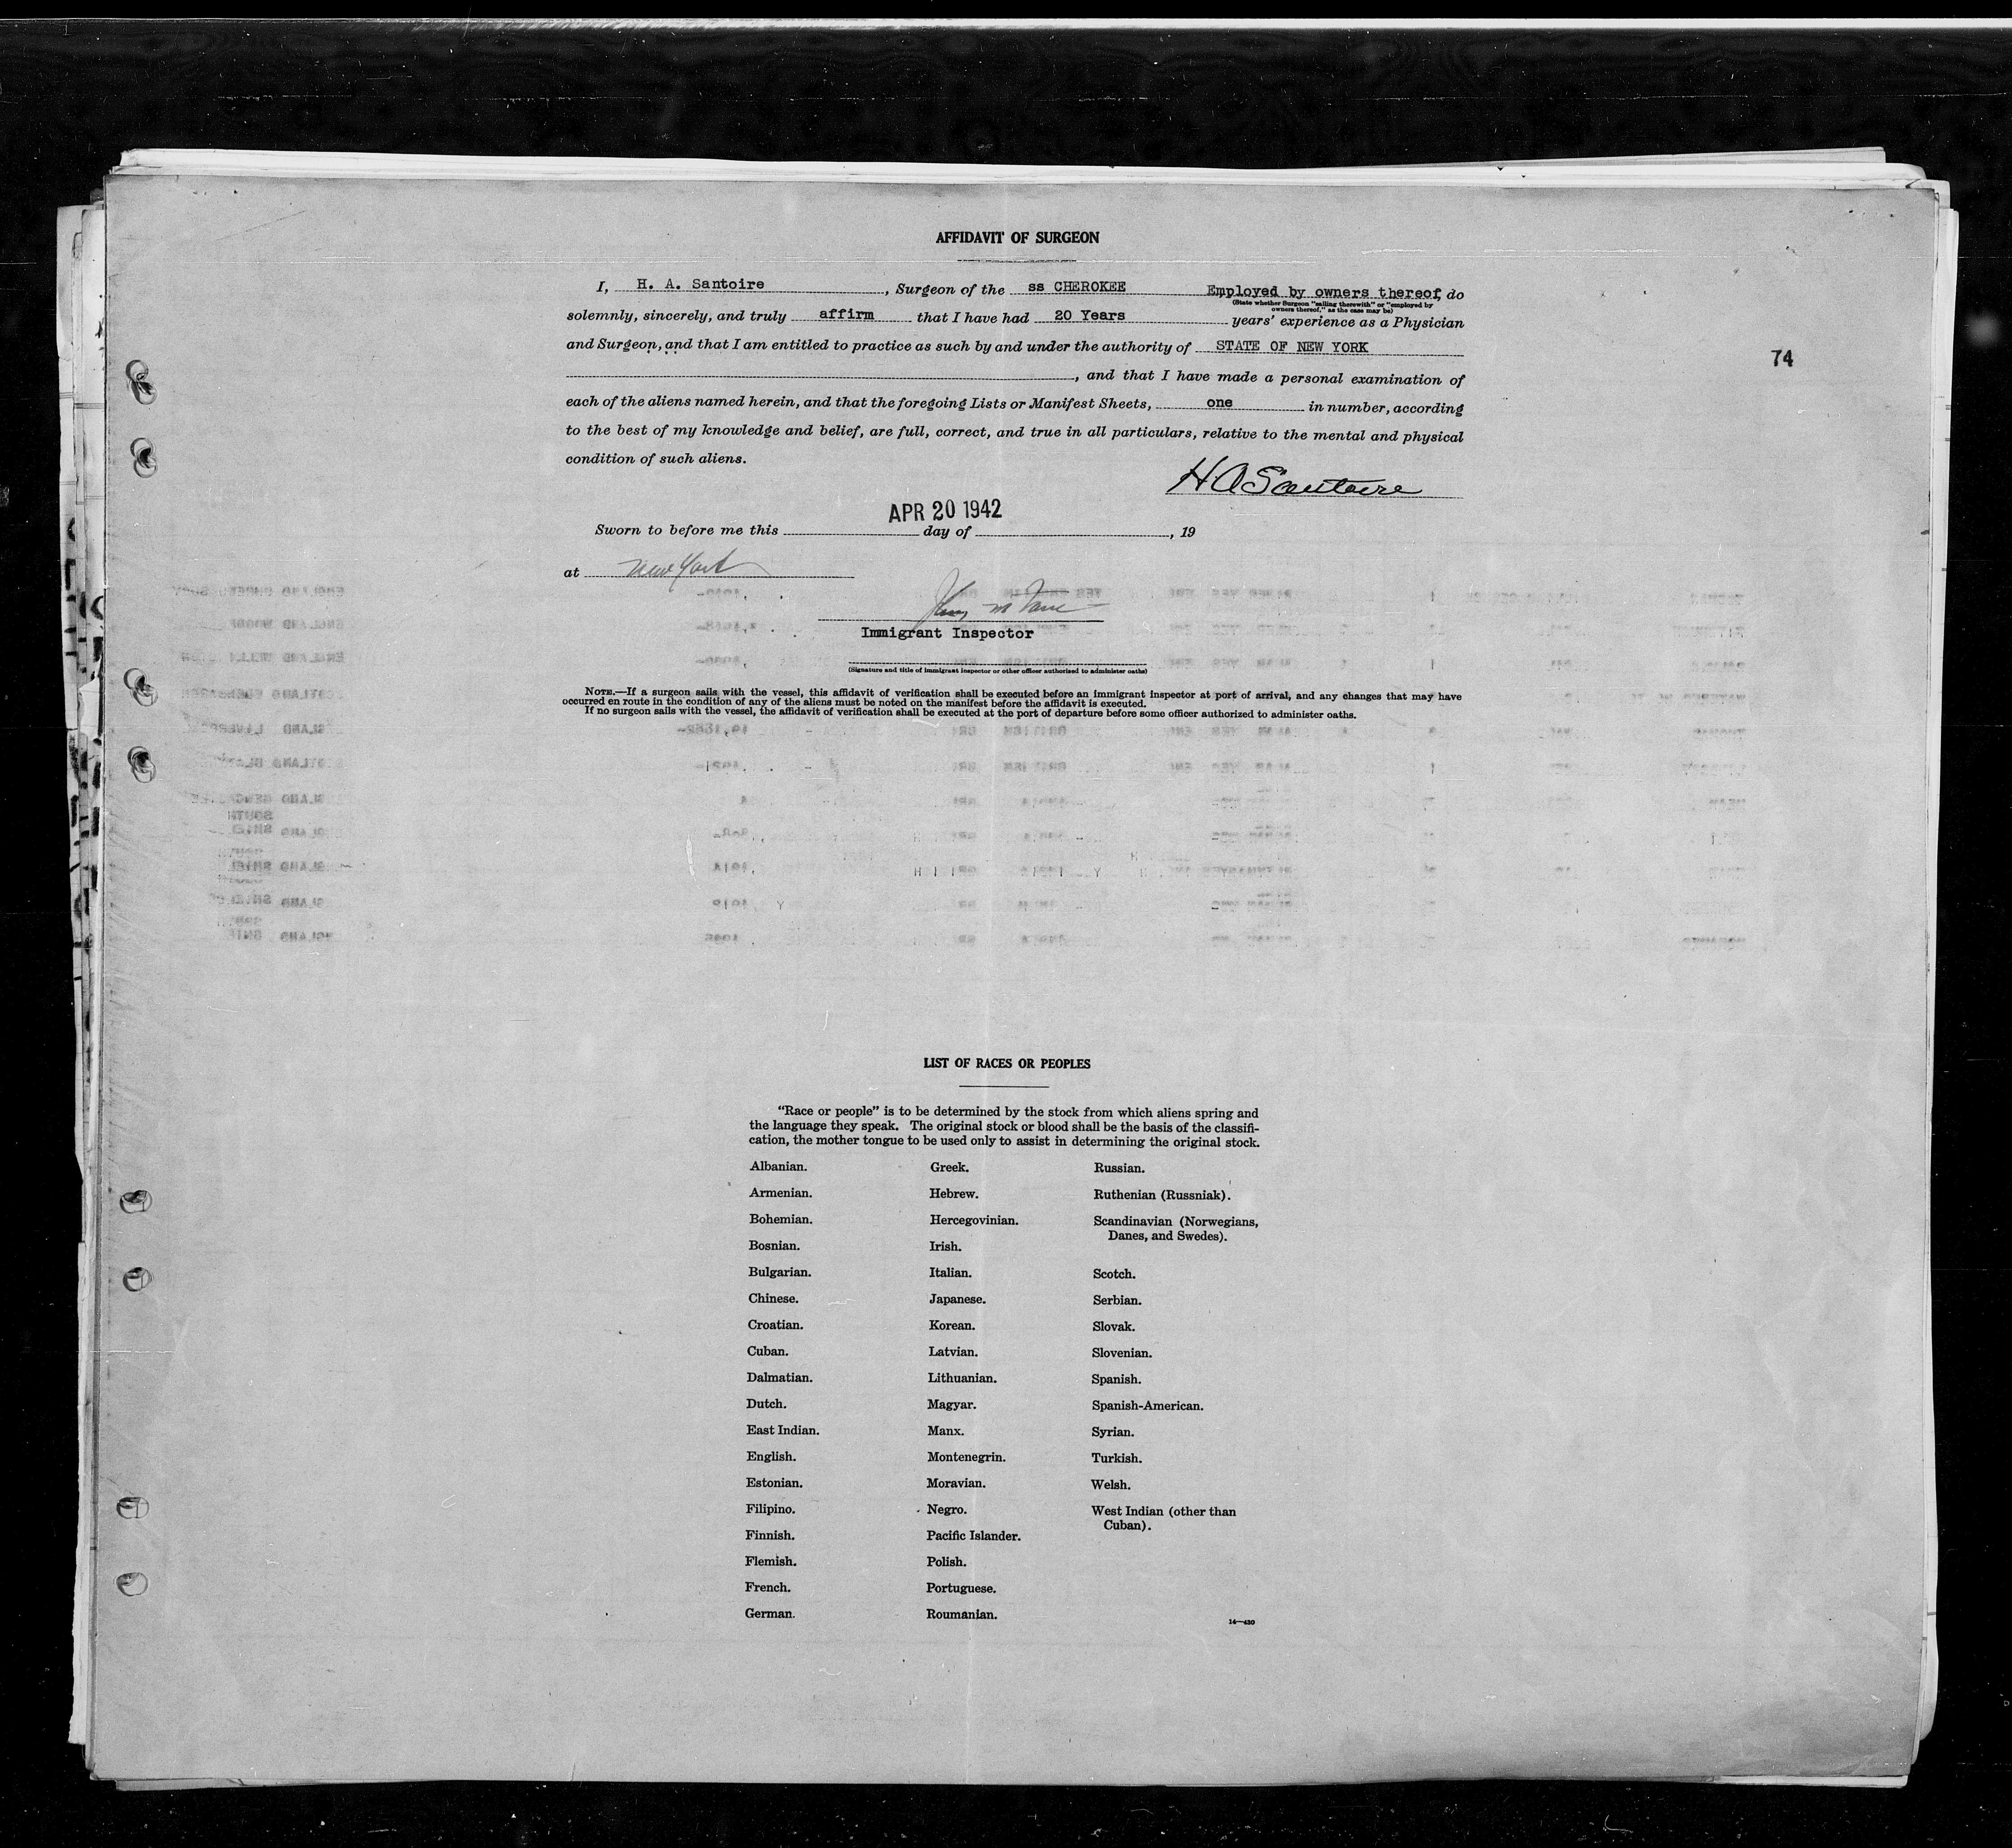 AFFIDAVIT OF SURGEON
I, H. A. Santoire, Surgeon of the ss CHEROKEE Employed by owners thereof, do
(State whether Surgeon "sailing therewith" or "employed by
owners thereof," as the case may be)
solemnly, sincerely, and truly affirm that I have had 20 Years years' experience as a Physician
and Surgeon, and that I am entitled to practice as such by and under the authority of STATE OF NEW YORK
74
, and that I have made a personal examination of
each of the aliens named herein, and that the foregoing Lists or Manifest Sheets, one in number, according
to the best of my knowledge and belief, are full, correct, and true in all particulars, relative to the mental and physical
condition of such aliens.
HA Santoire
APR 20 1942
Sworn to before me this day of , 19
at New York
Immigrant Inspector
(Signature and title of immigrant inspector or other officer authorized to administer oaths)
NOTE.—If a surgeon sails with the vessel, this affidavit of verification shall be executed before an immigrant inspector at port of arrival, and any changes that may have
occurred en route in the condition of any of the aliens must be noted on the manifest before the affidavit is executed.
If no surgeon sails with the vessel, the affidavit of verification shall be executed at the port of departure before some officer authorized to administer oaths.
LIST OF RACES OR PEOPLES
"Race or people" is to be determined by the stock from which aliens spring and
the language they speak. The original stock or blood shall be the basis of the classifi-
cation, the mother tongue to be used only to assist in determining the original stock.
Albanian.
Armenian.
Bohemian.
Bosnian.
Bulgarian.
Chinese.
Croatian.
Cuban.
Dalmatian.
Dutch.
East Indian.
English.
Estonian.
Filipino.
Finnish.
Flemish.
French.
German.
Greek.
Hebrew.
Hercegovinian.
Irish.
Italian.
Japanese.
Korean.
Latvian.
Lithuanian.
Magyar.
Manx.
Montenegrin.
Moravian.
Negro.
Pacific Islander.
Polish.
Portuguese.
Roumanian.
Russian.
Ruthenian (Russniak).
Scandinavian (Norwegians,
Danes, and Swedes).
Scotch.
Serbian.
Slovak.
Slovenian.
Spanish.
Spanish-American.
Syrian.
Turkish.
Welsh.
West Indian (other than
Cuban).
14—430